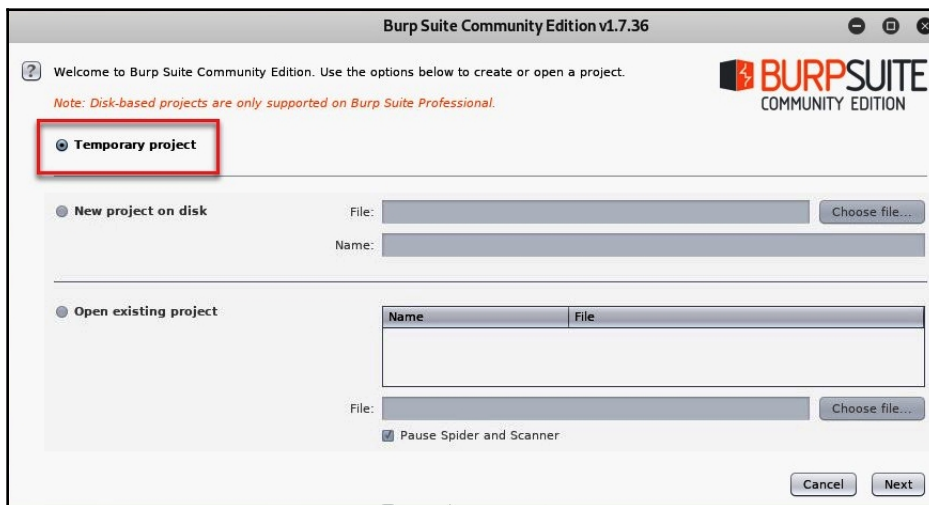 Burp Suite Community Edition v1.7.36
? Welcome to Burp Suite Community Edition. Use the options below to create or open a project.
Note: Disk-based projects are only supported on Burp Suite Professional.
BURPSUITE
COMMUNITY EDITION
Temporary project
New project on disk
File:
Choose file...
Name:
Open existing project
Name File
File:
Choose file...
Pause Spider and Scanner
Cancel Next